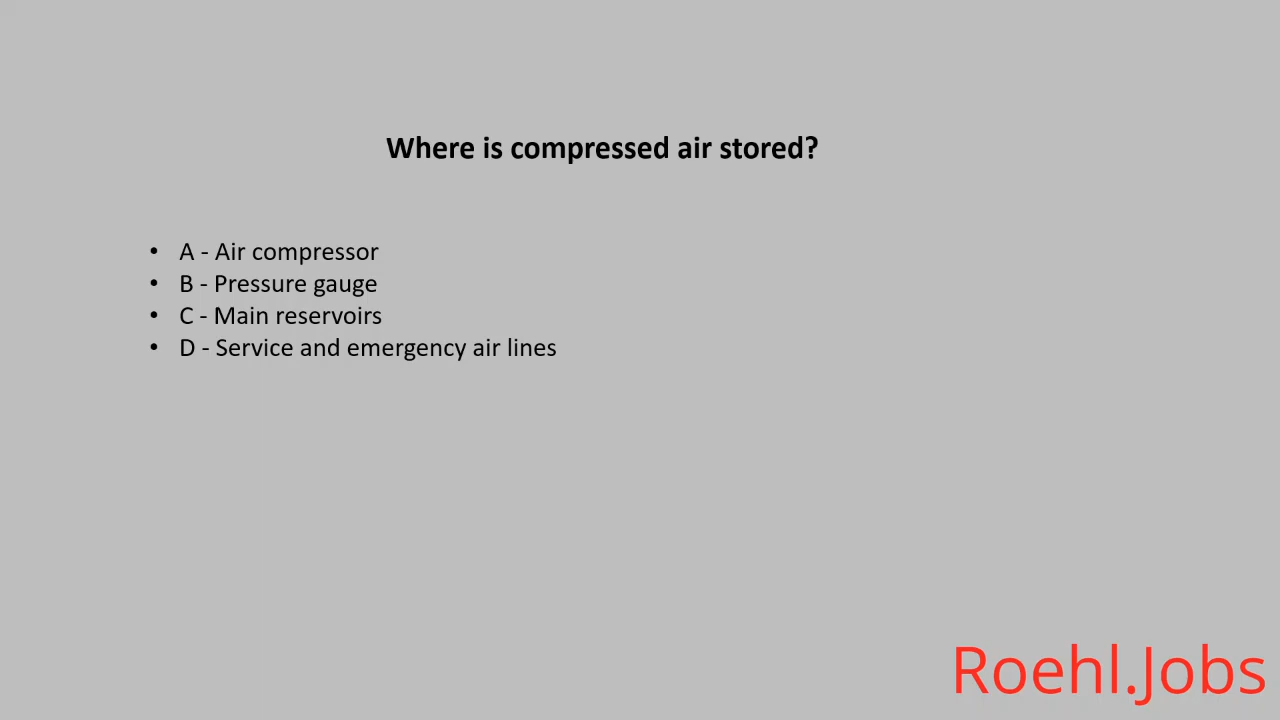 Where is compressed air stored?
• A - Air compressor
• B - Pressure gauge
• C - Main reservoirs
• D - Service and emergency air lines
Roehl.Jobs